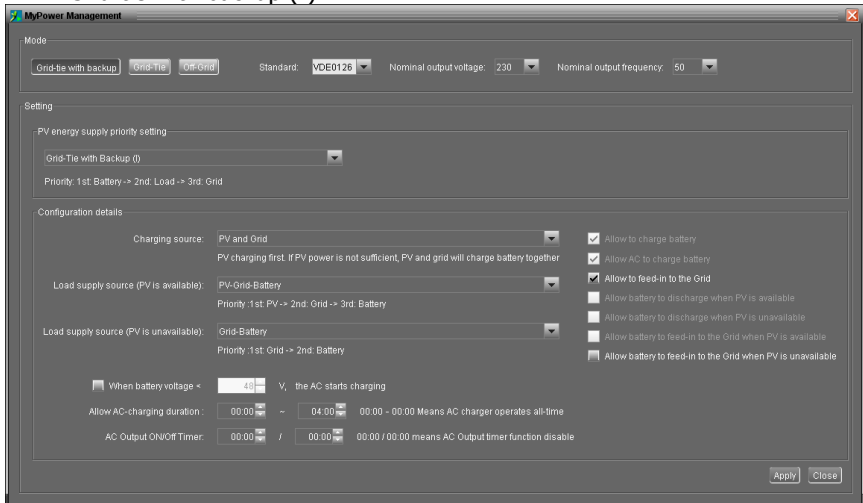 MyPower Management
Mode
Grid-tie with backup Grid-Tie Off-Grid Standard: VDE0126 Nominal output voltage: 230 Nominal output frequency: 50
Setting
PV energy supply priority setting
Grid-Tie with Backup (I)
Priority: 1st: Battery -> 2nd: Load -> 3rd: Grid
Configuration details
Charging source: PV and Grid
PV charging first. If PV power is not sufficient, PV and grid will charge battery together
Allow to charge battery
Allow AC to charge battery
Load supply source (PV is available): PV-Grid-Battery
Priority :1st: PV -> 2nd: Grid -> 3rd: Battery
Allow to feed-in to the Grid
Allow battery to discharge when PV is available
Load supply source (PV is unavailable): Grid-Battery
Priority :1st: Grid -> 2nd: Battery
Allow battery to discharge when PV is unavailable
Allow battery to feed-in to the Grid when PV is available
Allow battery to feed-in to the Grid when PV is unavailable
When battery voltage < 48 V, the AC starts charging
Allow AC-charging duration : 00:00 ~ 04:00 00:00 - 00:00 Means AC charger operates all-time
AC Output ON/Off Timer: 00:00 / 00:00 00:00 / 00:00 means AC Output timer function disable
Apply Close